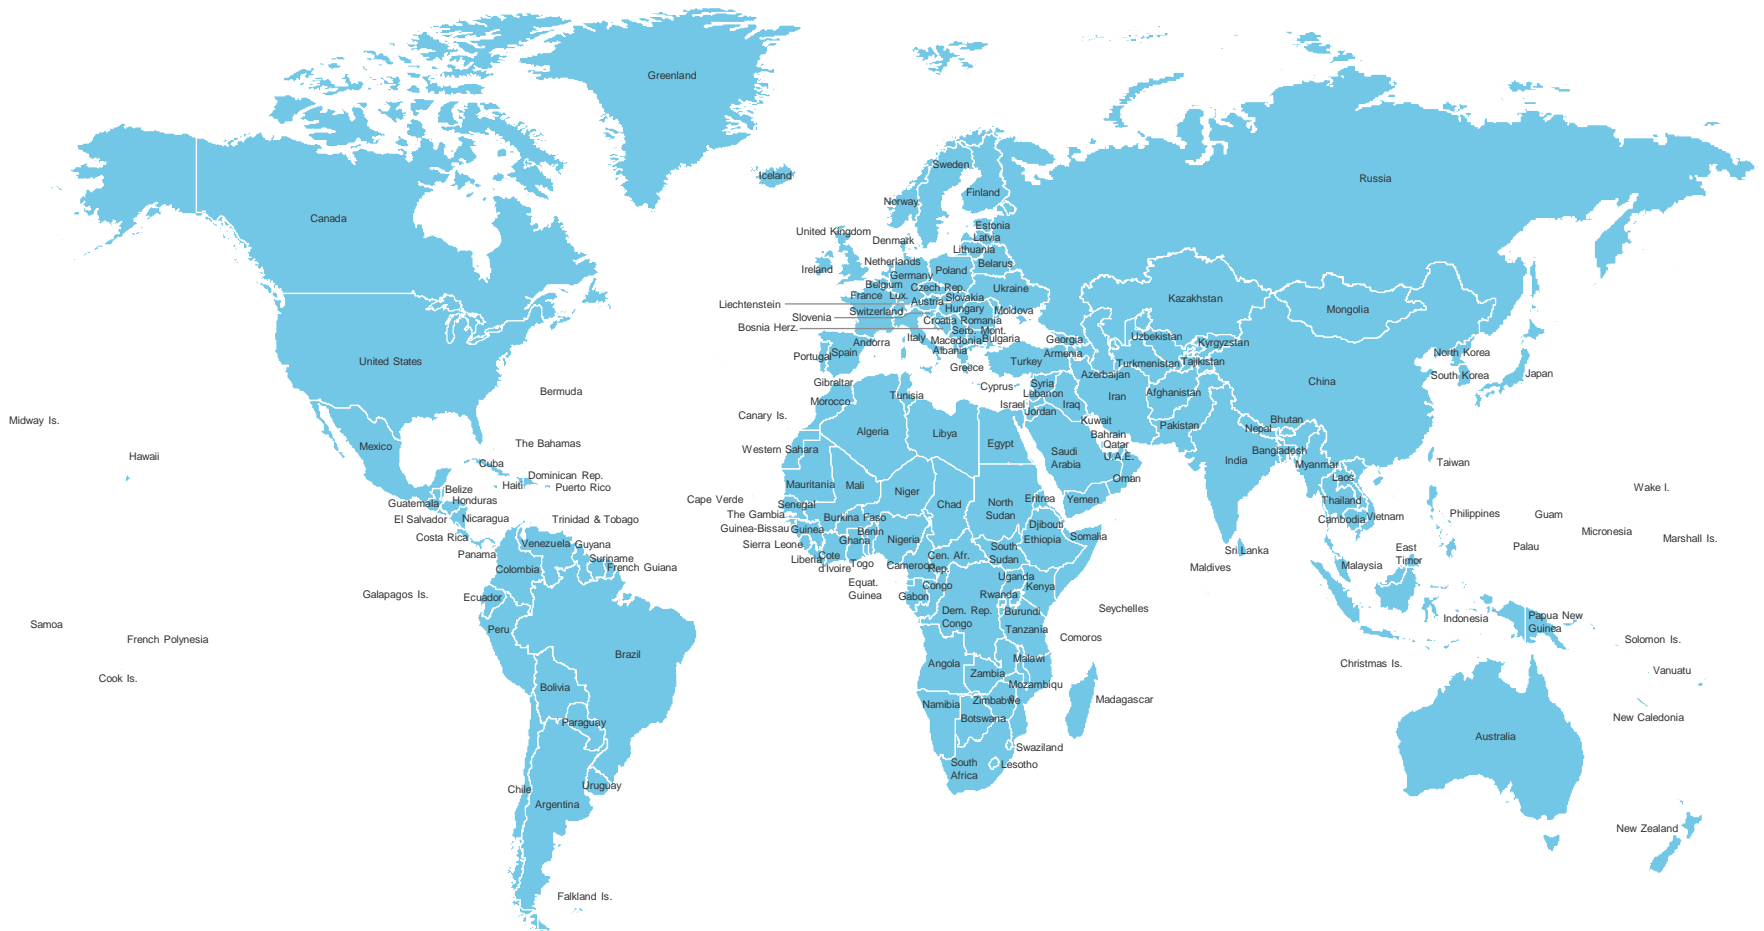 Greenland
Iceland
Sweden
Finland
Norway
Russia
Canada
Estonia
Latvia
Lithuania
United Kingdom
Denmark
Ireland
Netherlands
Germany
Poland
Belarus
Belgium
Czech Rep.
Ukraine
France
Lux.
Slovakia
Austria
Liechtenstein
Switzerland
Hungary
Moldova
Slovenia
Croatia
Romania
Bosnia Herz.
Serb. Mont.
Italy
Macedonia
Bulgaria
Andorra
Albania
Portugal
Spain
Greece
Kazakhstan
Mongolia
Georgia
Armenia
Azerbaijan
Uzbekistan
Kyrgyzstan
Turkmenistan
Tajikistan
Turkey
United States
North Korea
South Korea
Japan
China
Gibraltar
Tunisia
Cyprus
Syria
Lebanon
Israel
Jordan
Iraq
Iran
Afghanistan
Bermuda
Morocco
Canary Is.
Midway Is.
Kuwait
Bahrain
Qatar
U.A.E.
Pakistan
Bhutan
Nepal
Bangladesh
India
Myanmar
Mexico
The Bahamas
Hawaii
Algeria
Libya
Egypt
Western Sahara
Saudi
Arabia
Oman
Taiwan
Laos
Cuba
Dominican Rep.
Haiti
Puerto Rico
Belize
Honduras
Guatemala
El Salvador
Nicaragua
Costa Rica
Panama
Trinidad & Tobago
Cape Verde
Mauritania
Mali
Niger
Chad
North
Sudan
Eritrea
Yemen
Senegal
The Gambia
Guinea-Bissau
Guinea
Burkina Faso
Benin
Djibouti
Ethiopia
Somalia
Sierra Leone
Liberia
Cote
d'Ivoire
Ghana
Togo
Nigeria
Cameroon
Cen. Afr.
Rep.
South
Sudan
Thailand
Cambodia
Vietnam
Philippines
Guam
Wake I.
Micronesia
Marshall Is.
Palau
Sri Lanka
Maldives
Malaysia
East
Timor
Venezuela
Guyana
Suriname
French Guiana
Colombia
Galapagos Is.
Ecuador
Peru
Brazil
Equat.
Guinea
Gabon
Congo
Dem. Rep.
Congo
Uganda
Kenya
Rwanda
Burundi
Tanzania
Seychelles
Comoros
Indonesia
Papua New
Guinea
Solomon Is.
Samoa
French Polynesia
Cook Is.
Christmas Is.
Vanuatu
New Caledonia
Angola
Zambia
Malawi
Mozambiqu
e
Zimbabwe
Madagascar
Namibia
Botswana
Bolivia
Paraguay
Swaziland
Lesotho
South
Africa
Australia
Chile
Uruguay
Argentina
New Zealand
Falkland Is.